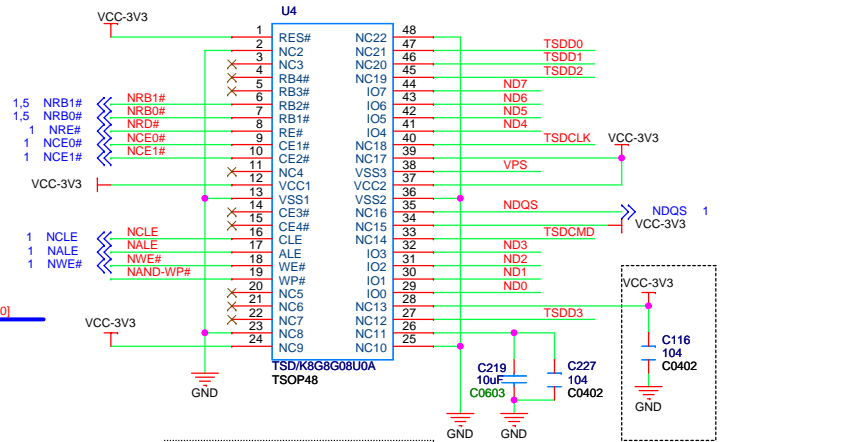 U4
VCC-3V3
1 RES# NC22 48
2 NC2 NC21 47 TSDD0
3 NC3 NC20 46 TSDD1
4 RB4# NC19 45 TSDD2
5 RB3# IO7 44 ND7
1,5 NRB1# NRB1# 6 RB2# IO6 43 ND6
1,5 NRB0# NRB0# 7 RB1# IO5 42 ND5
1 NRE# NRD# 8 RE# IO4 41 ND4
1 NCE0# NCE0# 9 CE1# NC18 40 TSDCLK VCC-3V3
1 NCE1# NCE1# 10 CE2# NC17 39
11 NC4 VSS3 38 VPS
VCC-3V3 12 VCC1 VCC2 37
13 VSS1 VSS2 36
14 CE3# NC16 35 NDQS NDQS 1
15 CE4# NC15 34 VCC-3V3
1 NCLE NCLE 16 CLE NC14 33 TSDCMD
1 NALE NALE 17 ALE IO3 32 ND3
1 NWE# NWE# 18 WE# IO2 31 ND2
NAND-WP# 19 WP# IO1 30 ND1
20 NC5 IO0 29 ND0
VCC-3V3
21 NC6 NC13 28
0] 22 NC7 NC12 27 TSDD3
VCC-3V3
23 NC8 NC11 26
24 NC9 NC10 25
TSD/K8G8G08U0A
TSOP48
GND
C219
10uF
C0603
C227
104
C0402
C116
104
C0402
GND
GND
GND